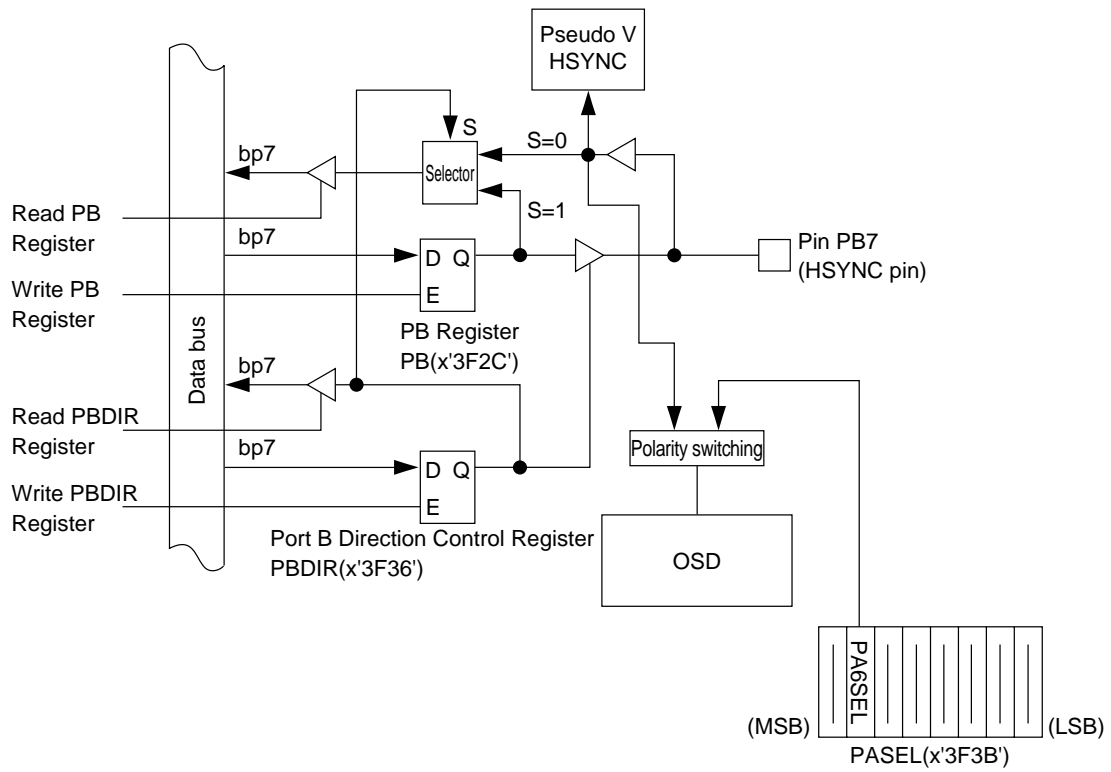 Pseudo V
HSYNC
S
S=0
bp7
Selector
Read PB
Register
S=1
bp7
D Q
E
Pin PB7
(HSYNC pin)
Write PB
Register
PB Register
PB(x'3F2C')
Data bus
bp7
Read PBDIR
Register
bp7
D Q
E
Polarity switching
Write PBDIR
Register
Port B Direction Control Register
PBDIR(x'3F36')
OSD
PA6SEL
(MSB)
(LSB)
PASEL(x'3F3B')